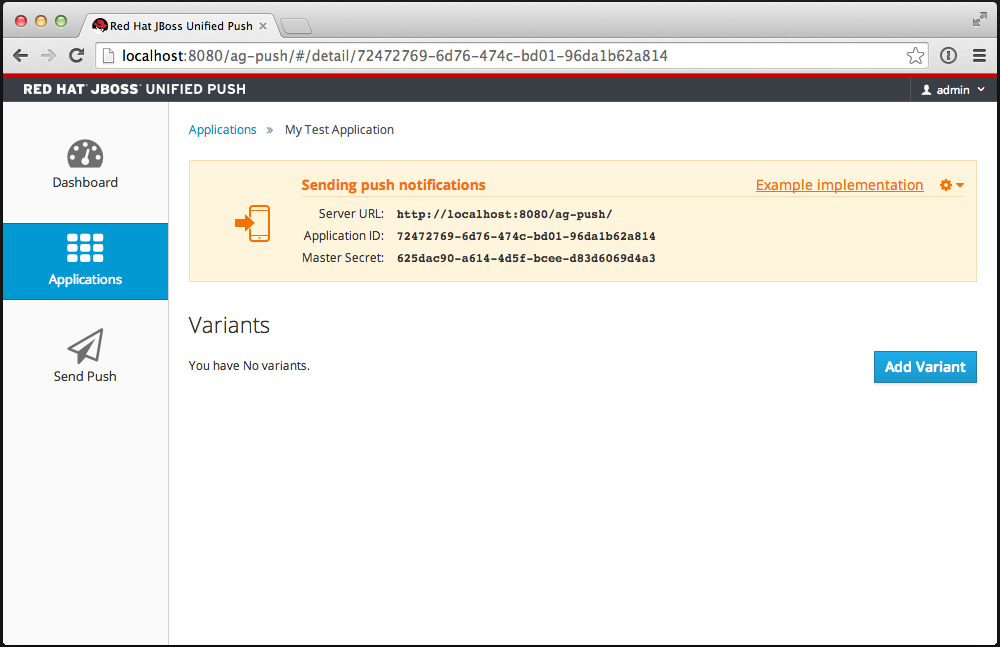 Red Hat JBoss Unified Push
localhost:8080/ag-push/#/detail/72472769-6d76-474c-bd01-96da1b62a814
RED HAT® JBOSS® UNIFIED PUSH
admin
Dashboard
Applications
Send Push
Applications » My Test Application
Sending push notifications
Example implementation
Server URL: http://localhost:8080/ag-push/
Application ID: 72472769-6d76-474c-bd01-96da1b62a814
Master Secret: 625dac90-a614-4d5f-bcee-d83d6069d4a3
Variants
You have No variants.
Add Variant